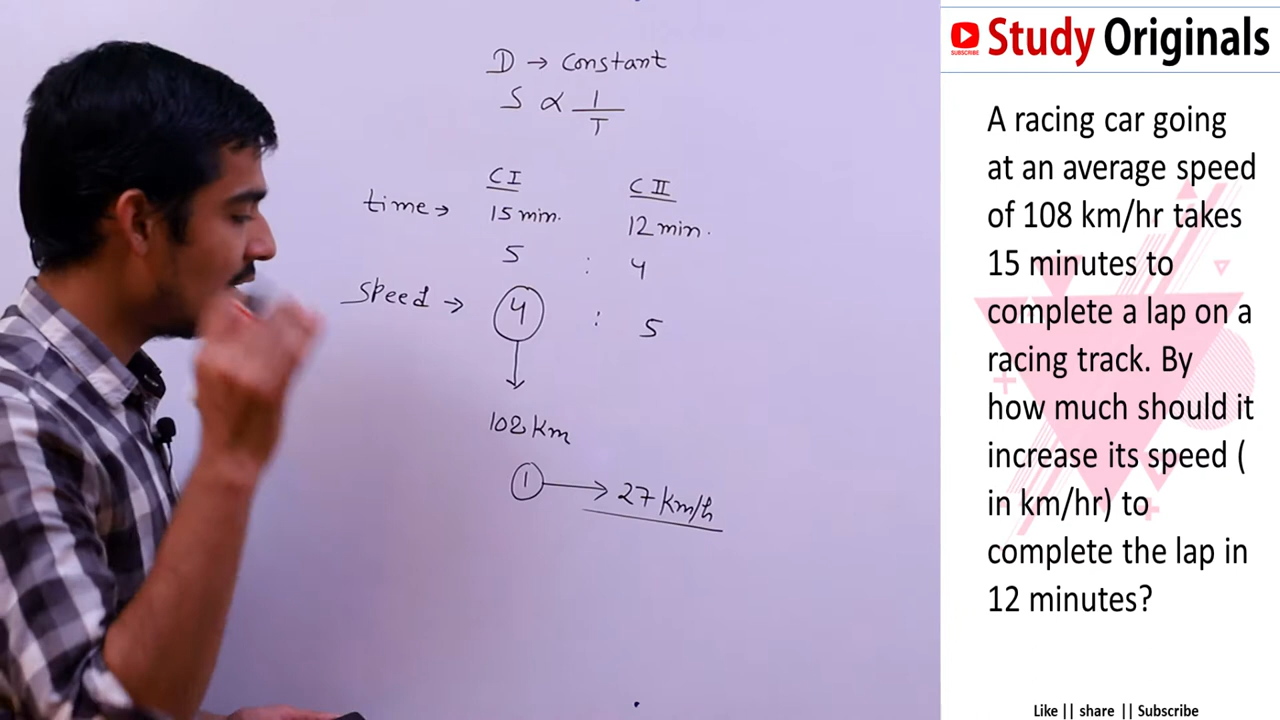 D → Constant
S ∝ 1/T
C I C II
time → 15 min. 12 min.
5 : 4
Speed → 4 : 5
108 Km
1 → 27 Km/h
SUBSCRIBE
Study Originals
A racing car going
at an average speed
of 108 km/hr takes
15 minutes to
complete a lap on a
racing track. By
how much should it
increase its speed (
in km/hr) to
complete the lap in
12 minutes?
Like || share || Subscribe